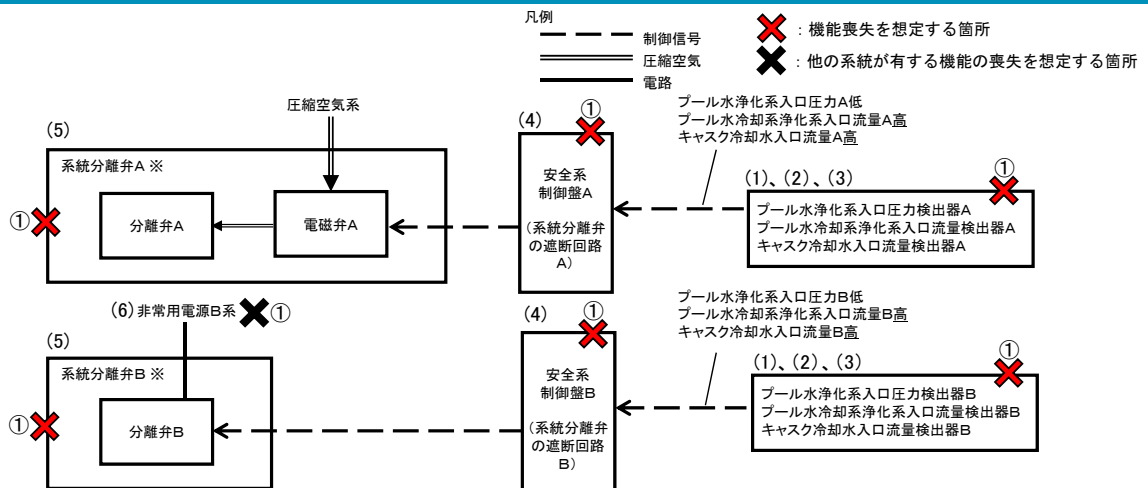 凡例
制御信号
圧縮空気
電路
：機能喪失を想定する箇所
：他の系統が有する機能の喪失を想定する箇所
圧縮空気系
(5)
系統分離弁A ※
①
分離弁A
電磁弁A
(4)
①
安全系
制御盤A
（系統分離弁
の遮断回路
A）
プール水浄化系入口圧力A低
プール水冷却系浄化系入口流量A高
キャスク冷却水入口流量A高
(1)、(2)、(3)
①
プール水浄化系入口圧力検出器A
プール水冷却系浄化系入口流量検出器A
キャスク冷却水入口流量検出器A
(6)非常用電源B系
①
(5)
系統分離弁B ※
①
分離弁B
(4)
①
安全系
制御盤B
（系統分離弁
の遮断回路
B）
プール水浄化系入口圧力B低
プール水冷却系浄化系入口流量B高
キャスク冷却水入口流量B高
(1)、(2)、(3)
①
プール水浄化系入口圧力検出器B
プール水冷却系浄化系入口流量検出器B
キャスク冷却水入口流量検出器B